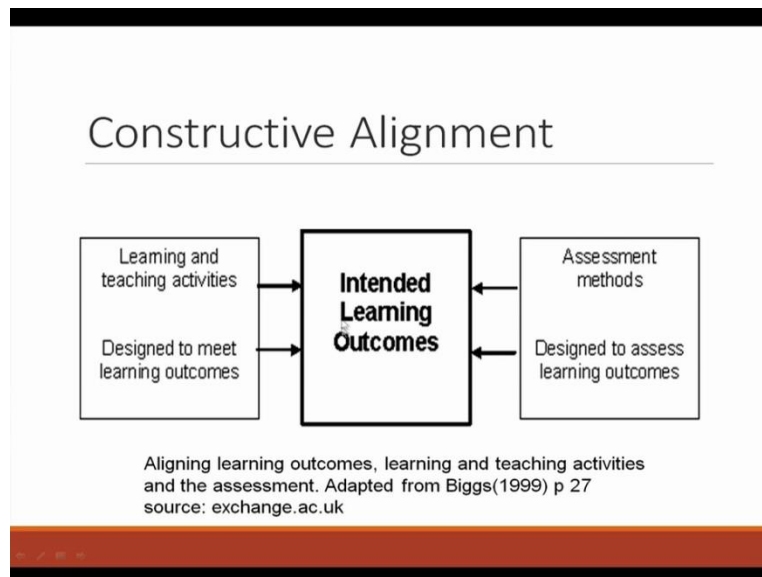 Constructive Alignment
Learning and
teaching activities
Designed to meet
learning outcomes
Intended
Learning
Outcomes
Assessment
methods
Designed to assess
learning outcomes
Aligning learning outcomes, learning and teaching activities
and the assessment. Adapted from Biggs(1999) p 27
source: exchange.ac.uk